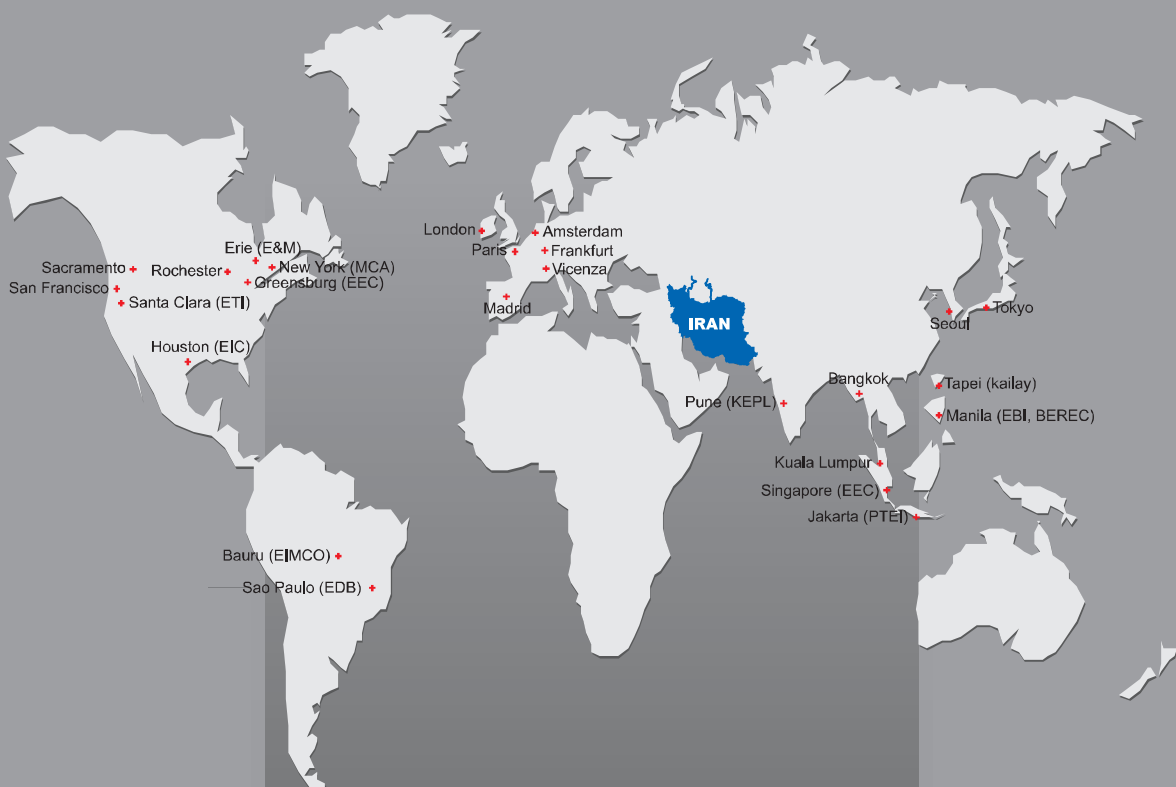 London
Amsterdam
Paris
Frankfurt
Vicenza
Madrid
Erie (E&M)
Sacramento
Rochester
New York (MCA)
San Francisco
Greensburg (EEC)
Santa Clara (ETI)
Houston (EIC)
IRAN
Tokyo
Seoul
Bangkok
Tapei (kailay)
Pune (KEPL)
Manila (EBI, BEREC)
Kuala Lumpur
Singapore (EEC)
Jakarta (PTEI)
Bauru (EIMCO)
Sao Paulo (EDB)